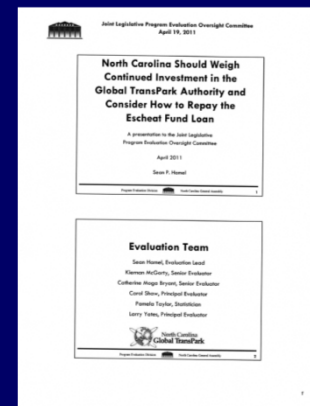 Joint Legislative Program Evaluation Oversight Committee
April 19, 2011
North Carolina Should Weigh
Continued Investment in the
Global TransPark Authority and
Consider How to Repay the
Escheat Fund Loan
A presentation to the Joint Legislative
Program Evaluation Oversight Committee
April 2011
Sean P. Hamel
Program Evaluation Division
North Carolina General Assembly
1
Evaluation Team
Sean Hamel, Evaluation Lead
Kiernan McGorty, Senior Evaluator
Catherine Moga Bryant, Senior Evaluator
Carol Shaw, Principal Evaluator
Pamela Taylor, Statistician
Larry Yates, Principal Evaluator
North Carolina
Global TransPark
Program Evaluation Division
North Carolina General Assembly